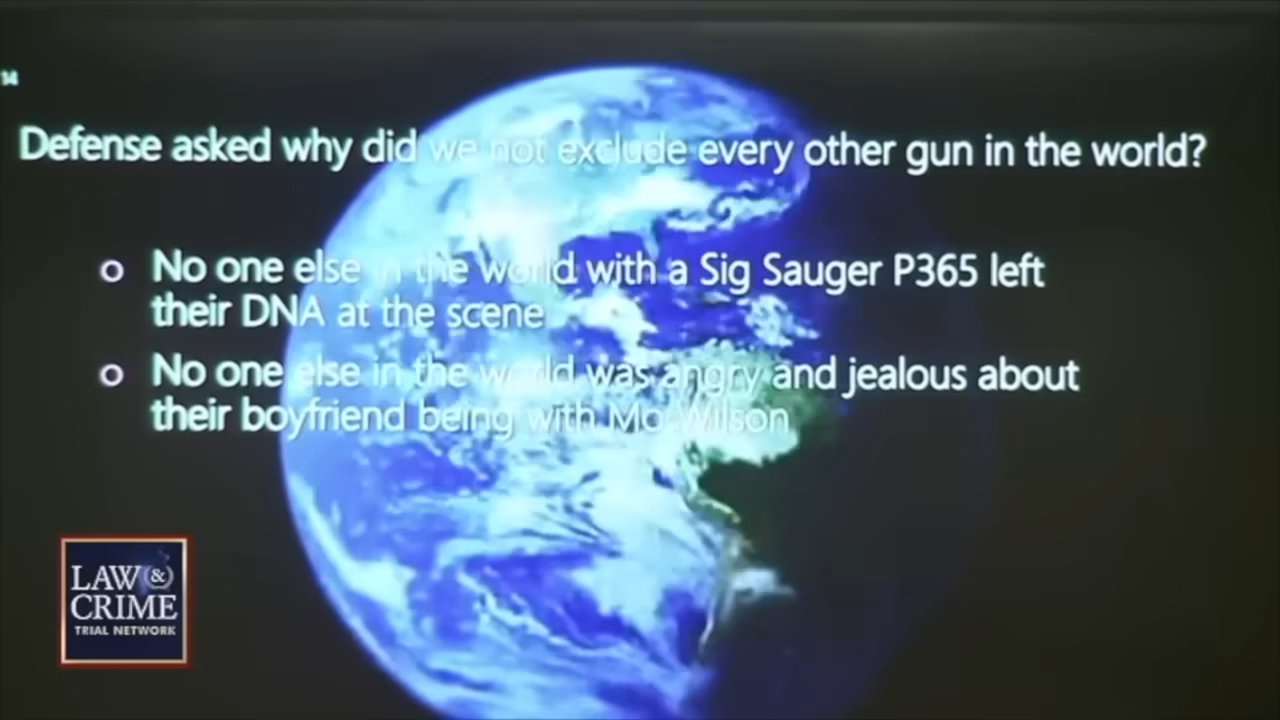 14
Defense asked why did we not exclude every other gun in the world?
o No one else in the world with a Sig Sauger P365 left
their DNA at the scene
o No one else in the world was angry and jealous about
their boyfriend being with Mo Wilson
LAW &
CRIME
TRIAL NETWORK